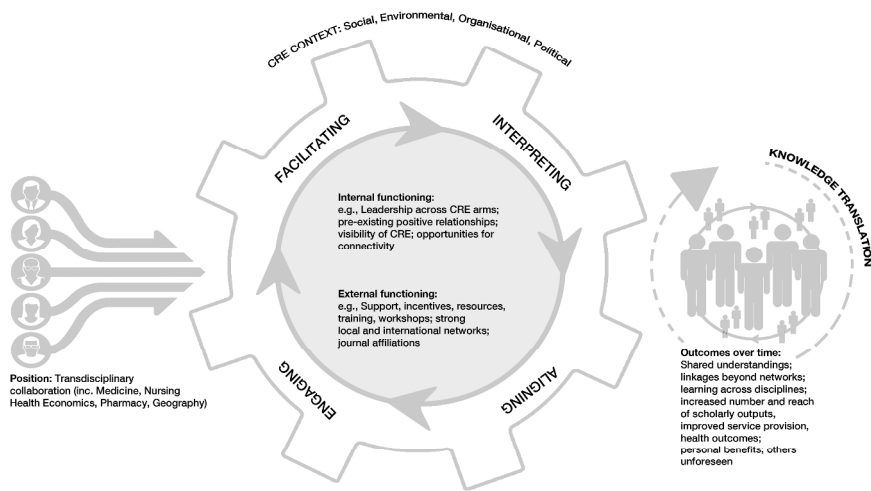 CRE CONTEXT: Social, Environmental, Organisational, Political
FACILITATING
INTERPRETING
KNOWLEDGE TRANSLATION
Internal functioning:
e.g., Leadership across CRE arms;
pre-existing positive relationships;
visibility of CRE; opportunities for
connectivity
External functioning:
e.g., Support, incentives, resources,
training, workshops; strong
local and international networks;
journal affiliations
ENGAGING
ALIGNING
Position: Transdisciplinary
collaboration (inc. Medicine, Nursing
Health Economics, Pharmacy, Geography)
Outcomes over time:
Shared understandings;
linkages beyond networks;
learning across disciplines;
increased number and reach
of scholarly outputs,
improved service provision,
health outcomes;
personal benefits; others
unforeseen